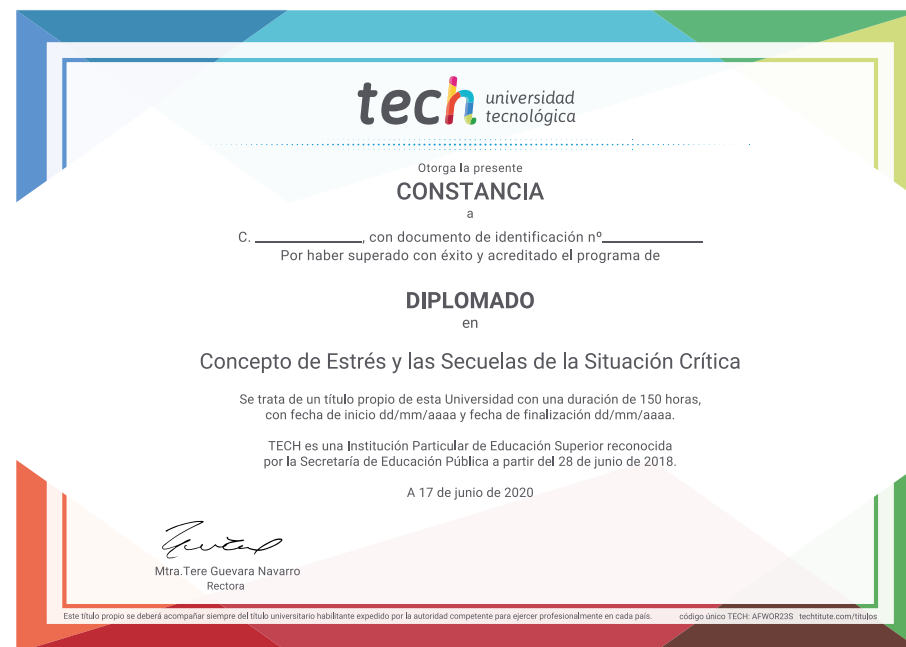 tech universidad
tecnológica
Otorga la presente
CONSTANCIA
a
C. ____________, con documento de identificación nº____________
Por haber superado con éxito y acreditado el programa de
DIPLOMADO
en
Concepto de Estrés y las Secuelas de la Situación Crítica
Se trata de un título propio de esta Universidad con una duración de 150 horas,
con fecha de inicio dd/mm/aaaa y fecha de finalización dd/mm/aaaa.
TECH es una Institución Particular de Educación Superior reconocida
por la Secretaría de Educación Pública a partir del 28 de junio de 2018.
A 17 de junio de 2020
Mtra.Tere Guevara Navarro
Rectora
Este título propio se deberá acompañar siempre del título universitario habilitante expedido por la autoridad competente para ejercer profesionalmente en cada país. código único TECH: AFWOR23S techtitute.com/titulos